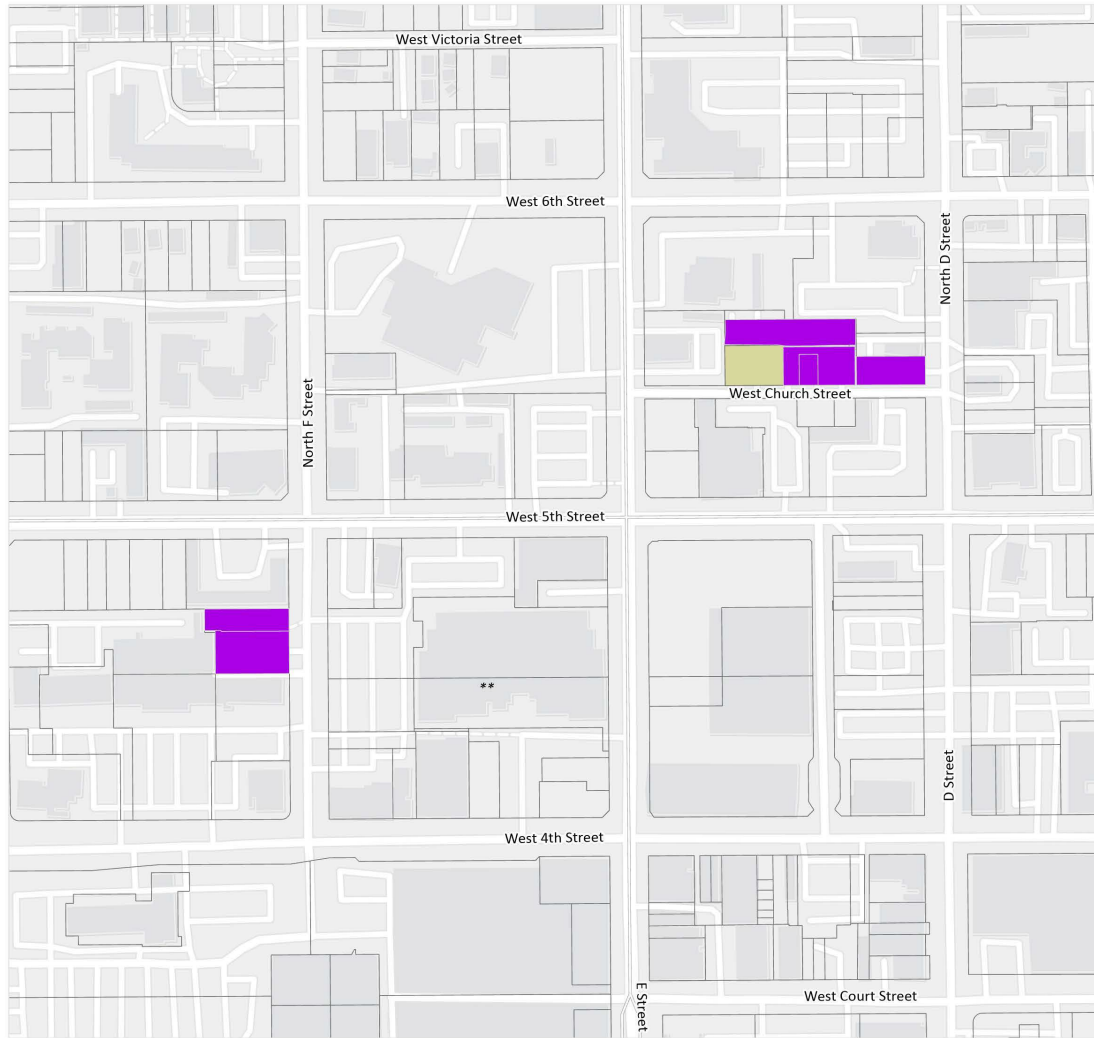 West Victoria Street
West 6th Street
North D Street
West Church Street
North F Street
West 5th Street
**
D Street
West 4th Street
E Street
West Court Street